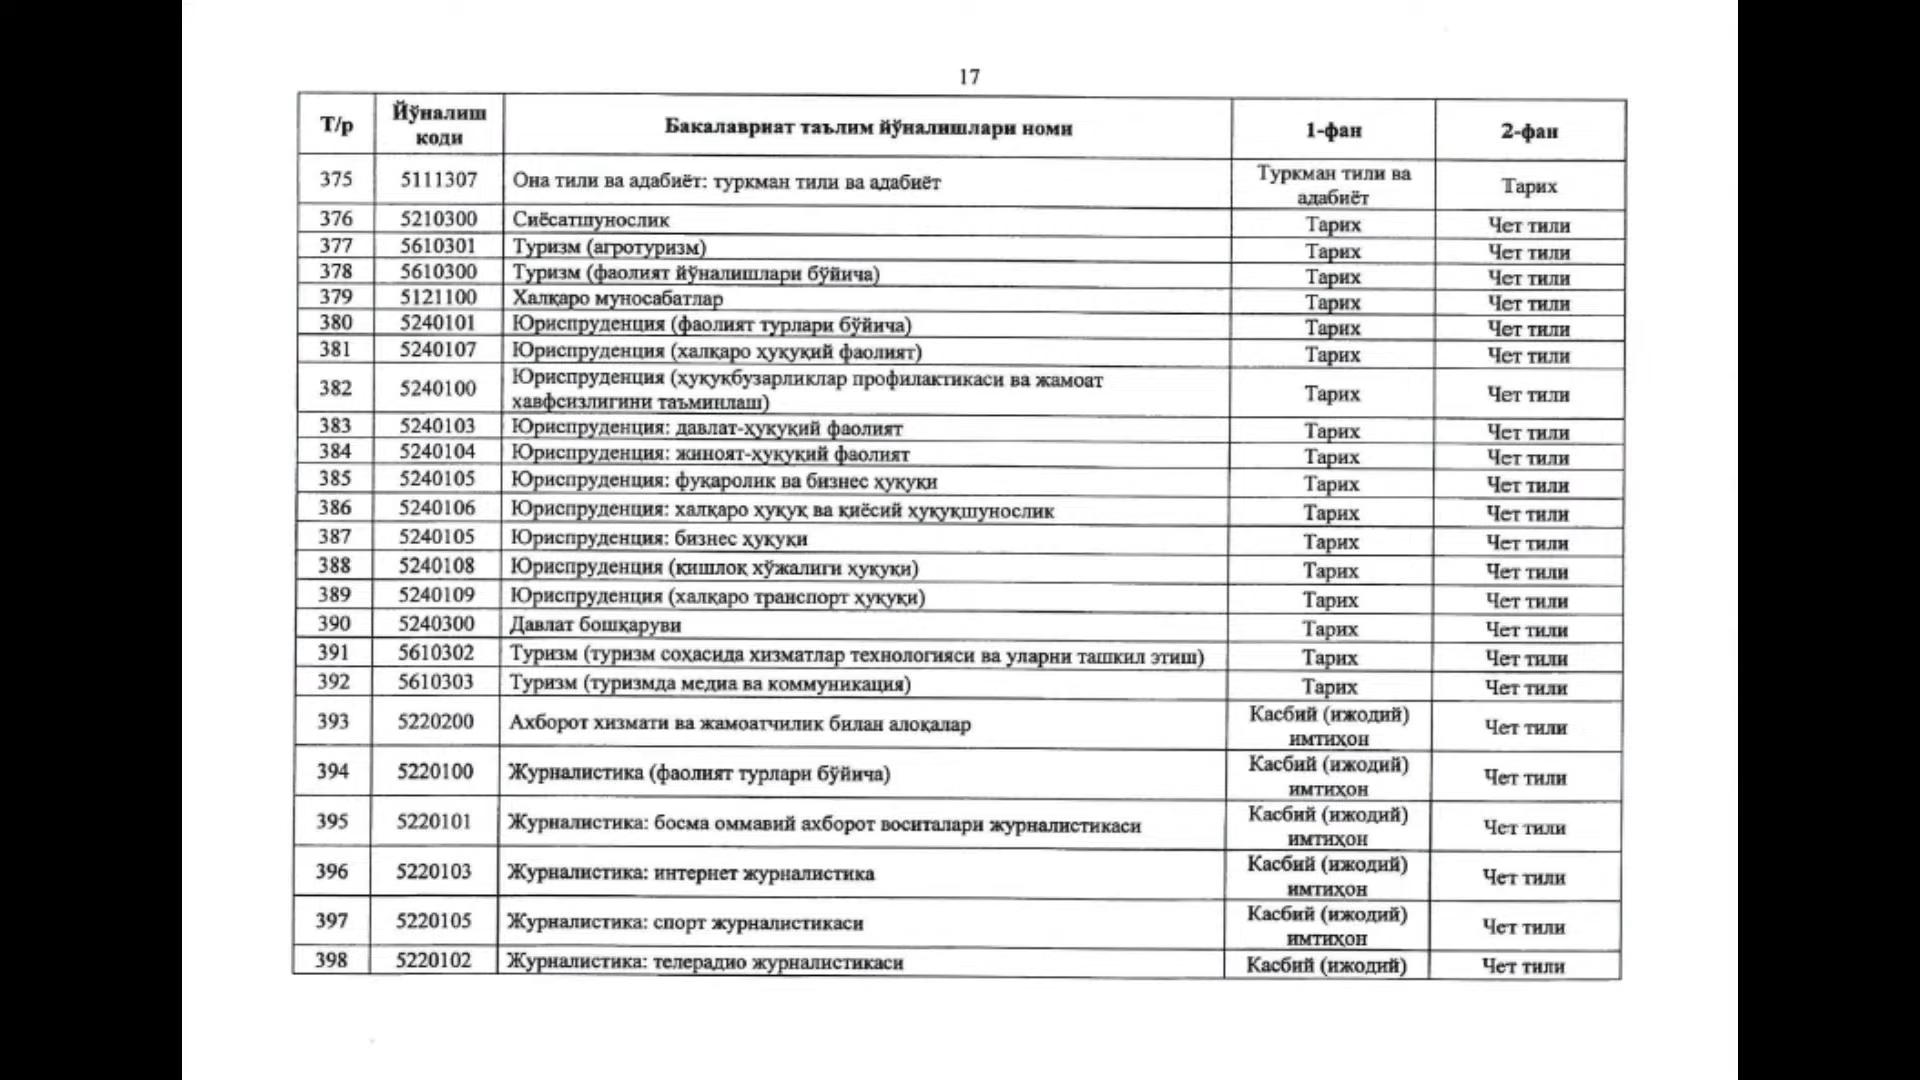 17
Т/р Йўналиш коди Бакалавриат таълим йўналишлари номи 1-фан 2-фан
375 5111307 Она тили ва адабиёт: туркман тили ва адабиёт Туркман тили ва адабиёт Тарих
376 5210300 Сиёсатшунослик Тарих Чет тили
377 5610301 Туризм (агротуризм) Тарих Чет тили
378 5610300 Туризм (фаолият йўналишлари бўйича) Тарих Чет тили
379 5121100 Халқаро муносабатлар Тарих Чет тили
380 5240101 Юриспруденция (фаолият турлари бўйича) Тарих Чет тили
381 5240107 Юриспруденция (халқаро ҳуқуқий фаолият) Тарих Чет тили
382 5240100 Юриспруденция (ҳуқуқбузарликлар профилактикаси ва жамоат
хавфсизлигини таъминлаш) Тарих Чет тили
383 5240103 Юриспруденция: давлат-ҳуқуқий фаолият Тарих Чет тили
384 5240104 Юриспруденция: жиноят-ҳуқуқий фаолият Тарих Чет тили
385 5240105 Юриспруденция: фуқаролик ва бизнес ҳуқуқи Тарих Чет тили
386 5240106 Юриспруденция: халқаро ҳуқуқ ва қиёсий ҳуқуқшунослик Тарих Чет тили
387 5240105 Юриспруденция: бизнес ҳуқуқи Тарих Чет тили
388 5240108 Юриспруденция (қишлоқ хўжалиги ҳуқуқи) Тарих Чет тили
389 5240109 Юриспруденция (халқаро транспорт ҳуқуқи) Тарих Чет тили
390 5240300 Давлат бошқаруви Тарих Чет тили
391 5610302 Туризм (туризм соҳасида хизматлар технологияси ва уларни ташкил этиш) Тарих Чет тили
392 5610303 Туризм (туризмда медиа ва коммуникация) Тарих Чет тили
393 5220200 Ахборот хизмати ва жамоатчилик билан алоқалар Касбий (ижодий) имтиҳон Чет тили
394 5220100 Журналистика (фаолият турлари бўйича) Касбий (ижодий) имтиҳон Чет тили
395 5220101 Журналистика: босма оммавий ахборот воситалари журналистикаси Касбий (ижодий) имтиҳон Чет тили
396 5220103 Журналистика: интернет журналистика Касбий (ижодий) имтиҳон Чет тили
397 5220105 Журналистика: спорт журналистикаси Касбий (ижодий) имтиҳон Чет тили
398 5220102 Журналистика: телерадио журналистикаси Касбий (ижодий) Чет тили